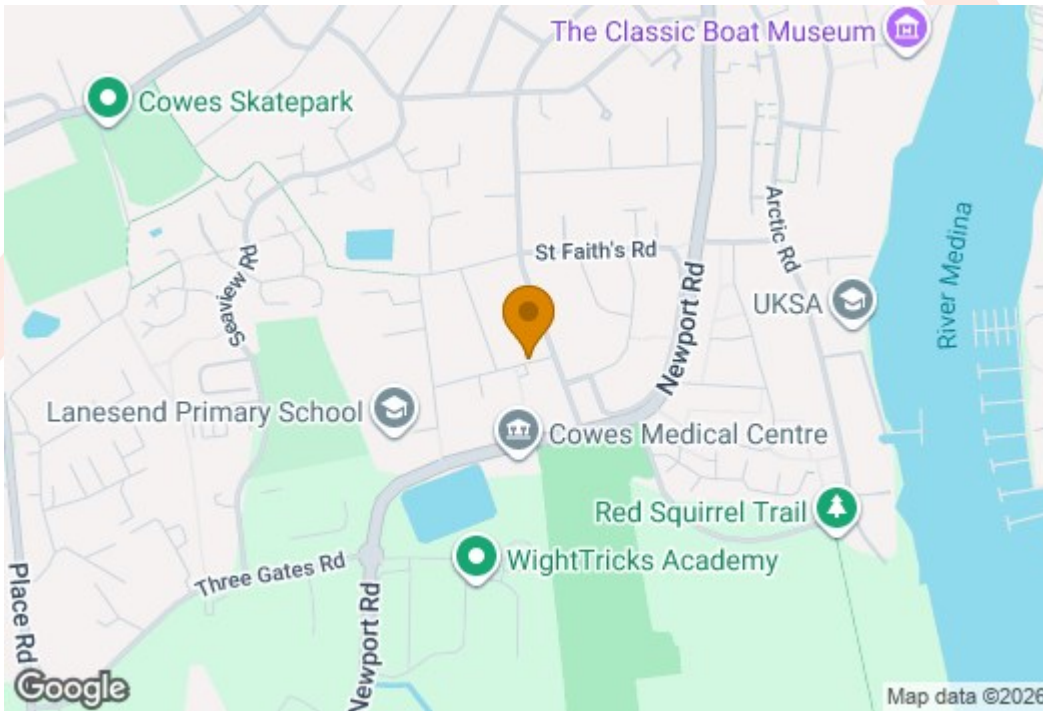 The Classic Boat Museum
Cowes Skatepark
Arctic Rd
River Medina
St Faith's Rd
Seaview Rd
Newport Rd
UKSA
Lanesend Primary School
Cowes Medical Centre
Red Squirrel Trail
WightTricks Academy
Three Gates Rd
Place Rd
Newport Rd
Google
Map data ©2026